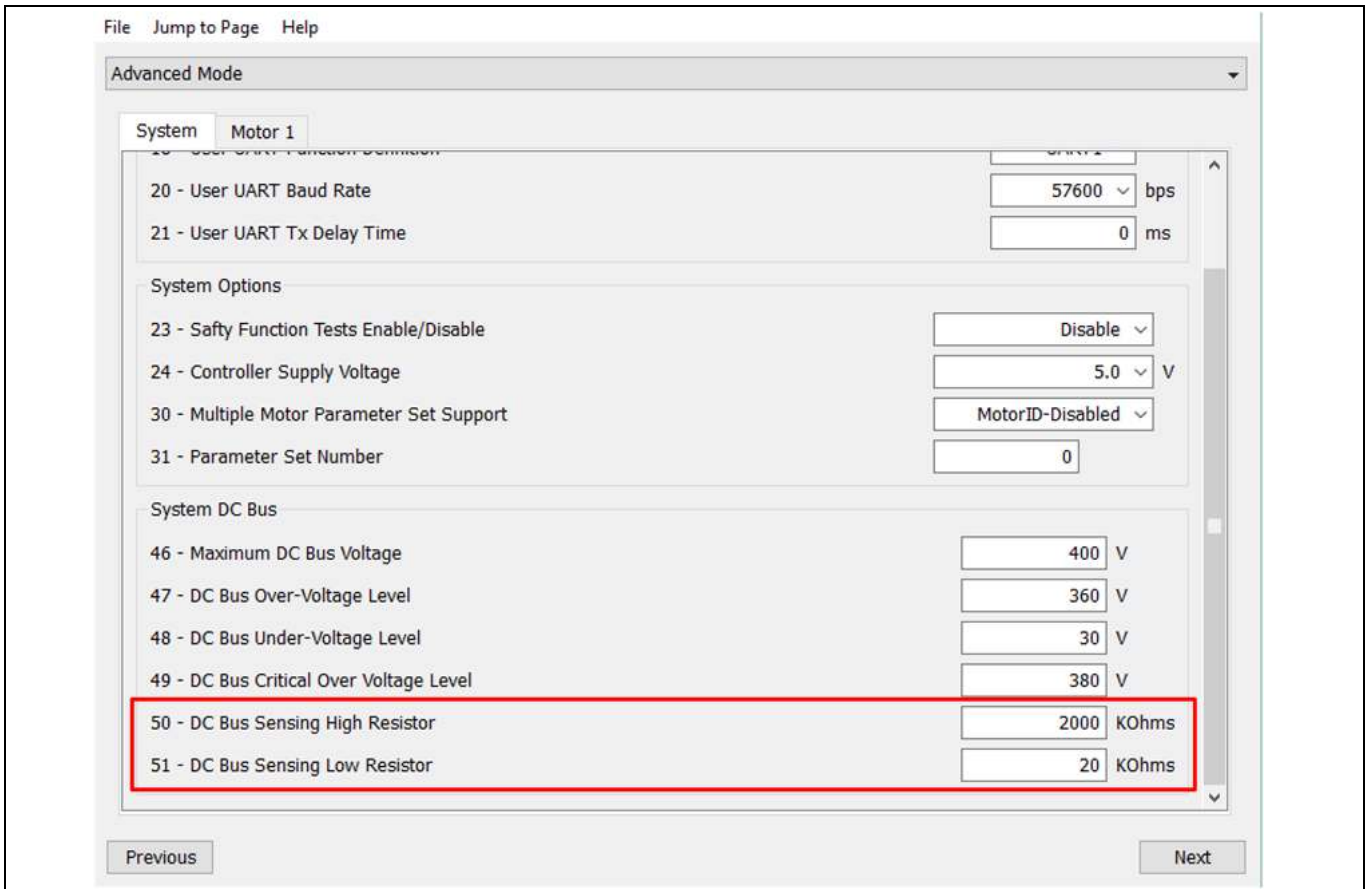 File Jump to Page Help
Advanced Mode
System Motor 1
20 - User UART Baud Rate 57600 bps
21 - User UART Tx Delay Time 0 ms
System Options
23 - Safty Function Tests Enable/Disable Disable
24 - Controller Supply Voltage 5.0 V
30 - Multiple Motor Parameter Set Support MotorID-Disabled
31 - Parameter Set Number 0
System DC Bus
46 - Maximum DC Bus Voltage 400 V
47 - DC Bus Over-Voltage Level 360 V
48 - DC Bus Under-Voltage Level 30 V
49 - DC Bus Critical Over Voltage Level 380 V
50 - DC Bus Sensing High Resistor 2000 KOhms
51 - DC Bus Sensing Low Resistor 20 KOhms
Previous Next